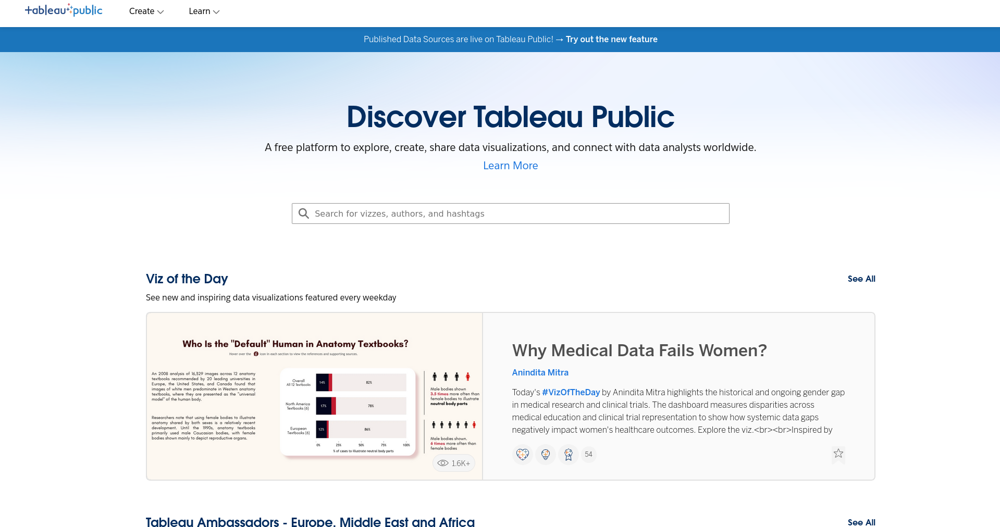 tableau public
Create
Learn
Published Data Sources are live on Tableau Public! → Try out the new feature
Discover Tableau Public
A free platform to explore, create, share data visualizations, and connect with data analysts worldwide.
Learn More
Search for vizzes, authors, and hashtags
Viz of the Day
See All
See new and inspiring data visualizations featured every weekday
Who Is the "Default" Human in Anatomy Textbooks?
Hover over the i icon in each section to view the references and supporting sources.
An 2008 analysis of 16,329 images across 12 anatomy
textbooks recommended by 20 leading universities in
Europe, the United States, and Canada found that
images of white men predominate in Western anatomy
textbooks, where they are presented as the "universal
model" of the human body.
Researchers note that using female bodies to illustrate
anatomy shared by both sexes is a relatively recent
development. Until the 1990s, anatomy textbooks
primarily used male Caucasian bodies, with female
bodies shown mainly to depict reproductive organs.
Overall
All 12 Textbooks
14%
82%
North America
Textbooks (6)
17%
78%
European
Textbooks (6)
12%
86%
0%
25%
50%
75%
100%
% of cases to illustrate neutral body parts
Male bodies shown
3.5 times more often than
female bodies to illustrate
neutral body parts
Male bodies shown.
6 times more often than
female bodies
1.6K+
Why Medical Data Fails Women?
Anindita Mitra
Today's #VizOfTheDay by Anindita Mitra highlights the historical and ongoing gender gap
in medical research and clinical trials. The dashboard measures disparities across
medical education and clinical trial representation to show how systemic data gaps
negatively impact women's healthcare outcomes. Explore the viz.<br><br>Inspired by
54
Tableau Ambassadors - Europe, Middle East and Africa
See All